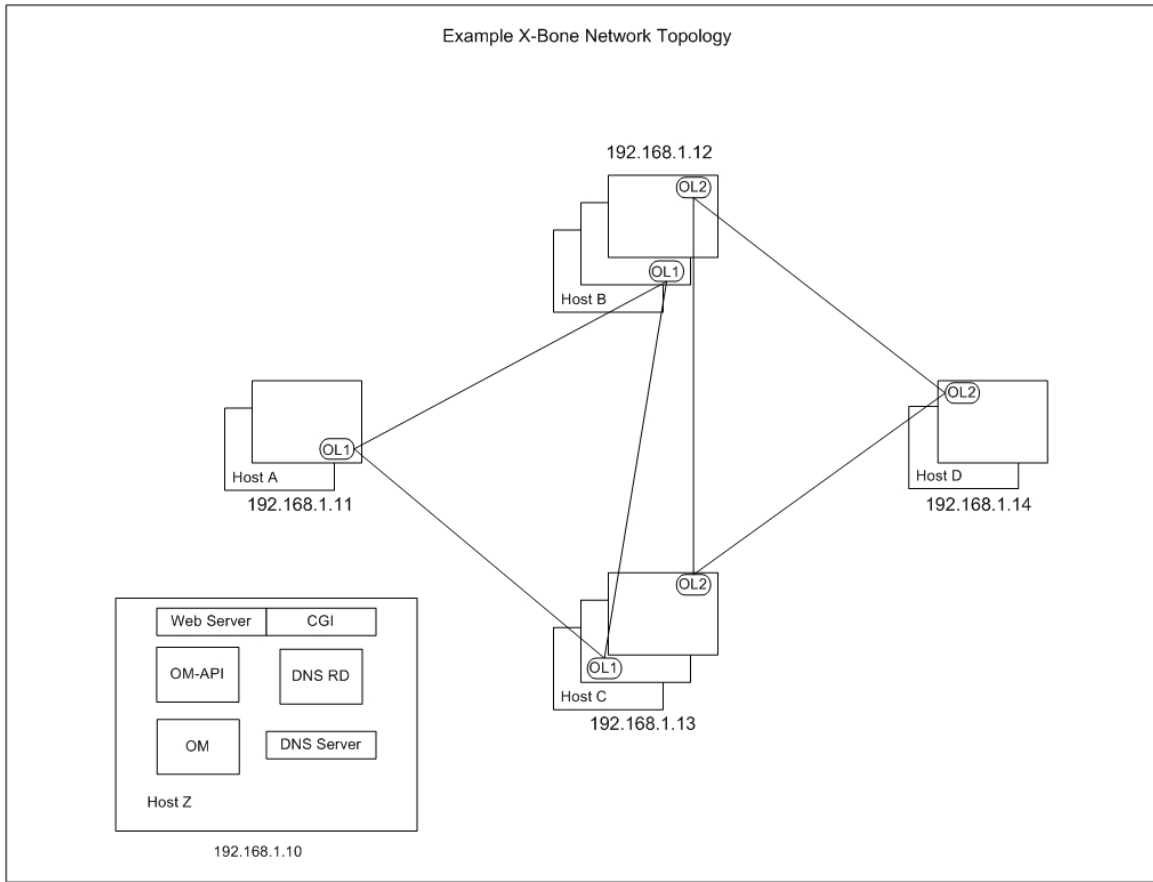 Example X-Bone Network Topology
192.168.1.12
OL2
OL1
Host B
OL1
Host A
192.168.1.11
OL2
Host D
192.168.1.14
OL2
OL1
Host C
192.168.1.13
Web Server
CGI
OM-API
DNS RD
OM
DNS Server
Host Z
192.168.1.10